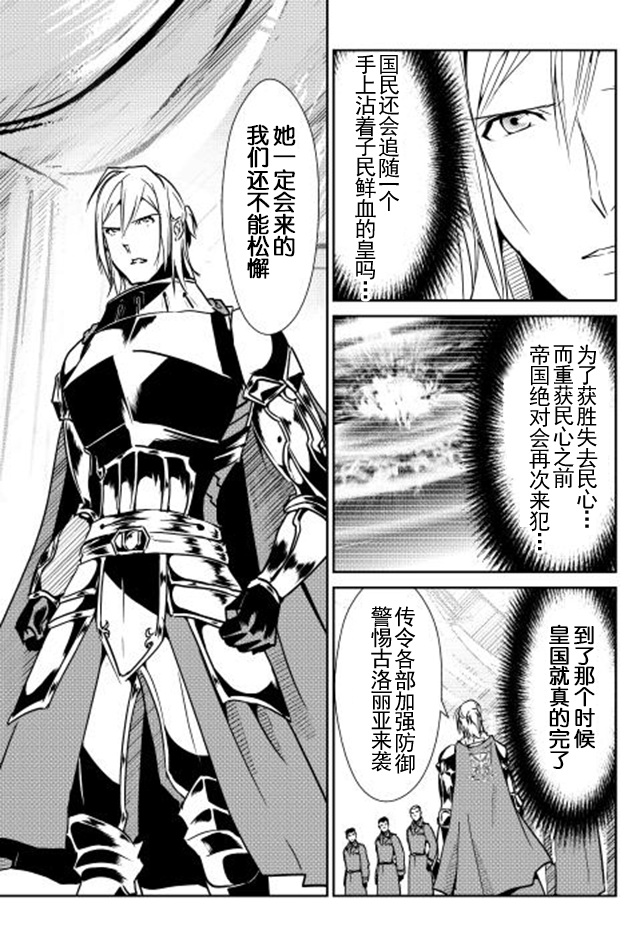 国民还会追随一个
手上沾着子民鲜血的皇吗…
为了获胜失去民心…
而重获民心之前
帝国绝对会再次来犯…
到了那个时候
皇国就真的完了
传令各部加强防御
警惕古洛丽亚来袭
她一定会来的
我们还不能松懈